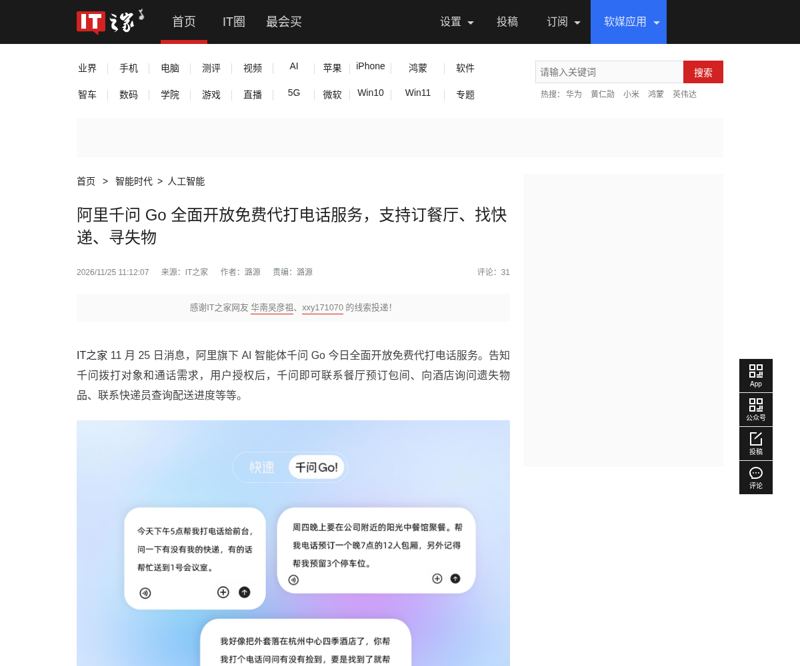 IT之家 首页 IT圈 最会买 设置 投稿 订阅 软媒应用
业界 手机 电脑 测评 视频 AI 苹果 iPhone 鸿蒙 软件
智车 数码 学院 游戏 直播 5G 微软 Win10 Win11 专题
请输入关键词 搜索
热搜： 华为 黄仁勋 小米 鸿蒙 英伟达
首页 > 智能时代 > 人工智能
阿里千问 Go 全面开放免费代打电话服务，支持订餐厅、找快
递、寻失物
2026/11/25 11:12:07 来源：IT之家 作者：潞源 责编：潞源 评论：31
感谢IT之家网友 华南吴彦祖、xxy171070 的线索投递！
IT之家 11 月 25 日消息，阿里旗下 AI 智能体千问 Go 今日全面开放免费代打电话服务。告知
千问拨打对象和通话需求，用户授权后，千问即可联系餐厅预订包间、向酒店询问遗失物
品、联系快递员查询配送进度等等。
快速 千问Go!
今天下午5点帮我打电话给前台，
问一下有没有我的快递，有的话
帮忙送到1号会议室。
周四晚上要在公司附近的阳光中餐馆聚餐。帮
我电话预订一个晚7点的12人包厢，另外记得
帮我预留3个停车位。
我好像把外套落在杭州中心四季酒店了，你帮
我打个电话问问有没有捡到，要是找到了就帮
App
公众号
投稿
评论